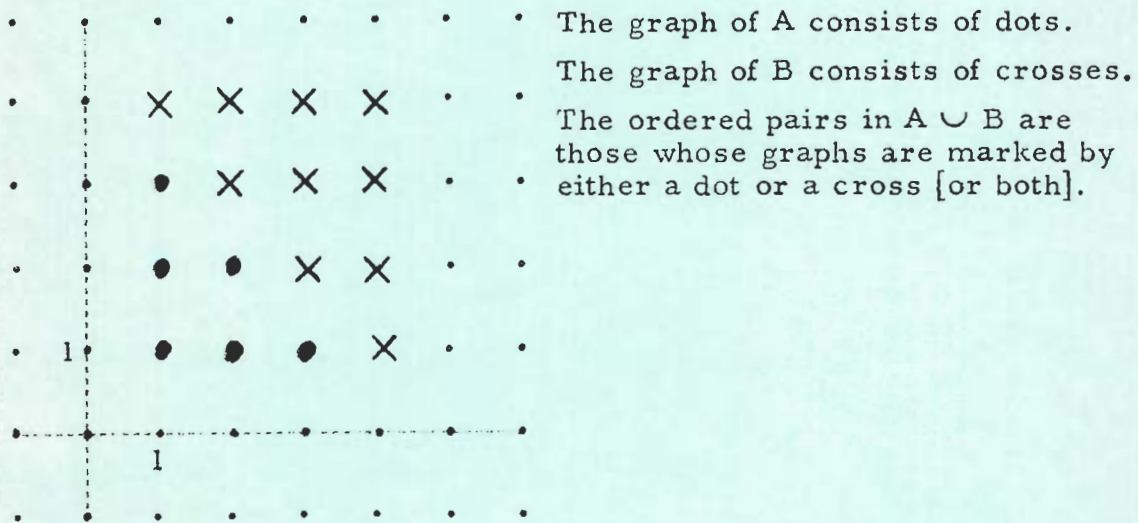 The graph of A consists of dots.
The graph of B consists of crosses.
The ordered pairs in A ∪ B are
those whose graphs are marked by
either a dot or a cross [or both].
1
1